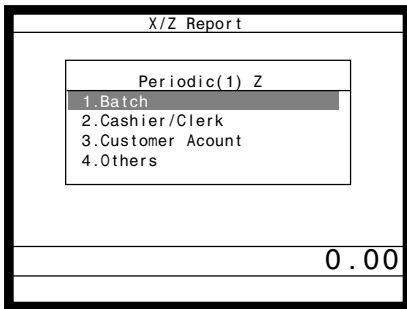 X/Z Report
Periodic(1) Z
1.Batch
2.Cashier/Clerk
3.Customer Acount
4.Others
0.00